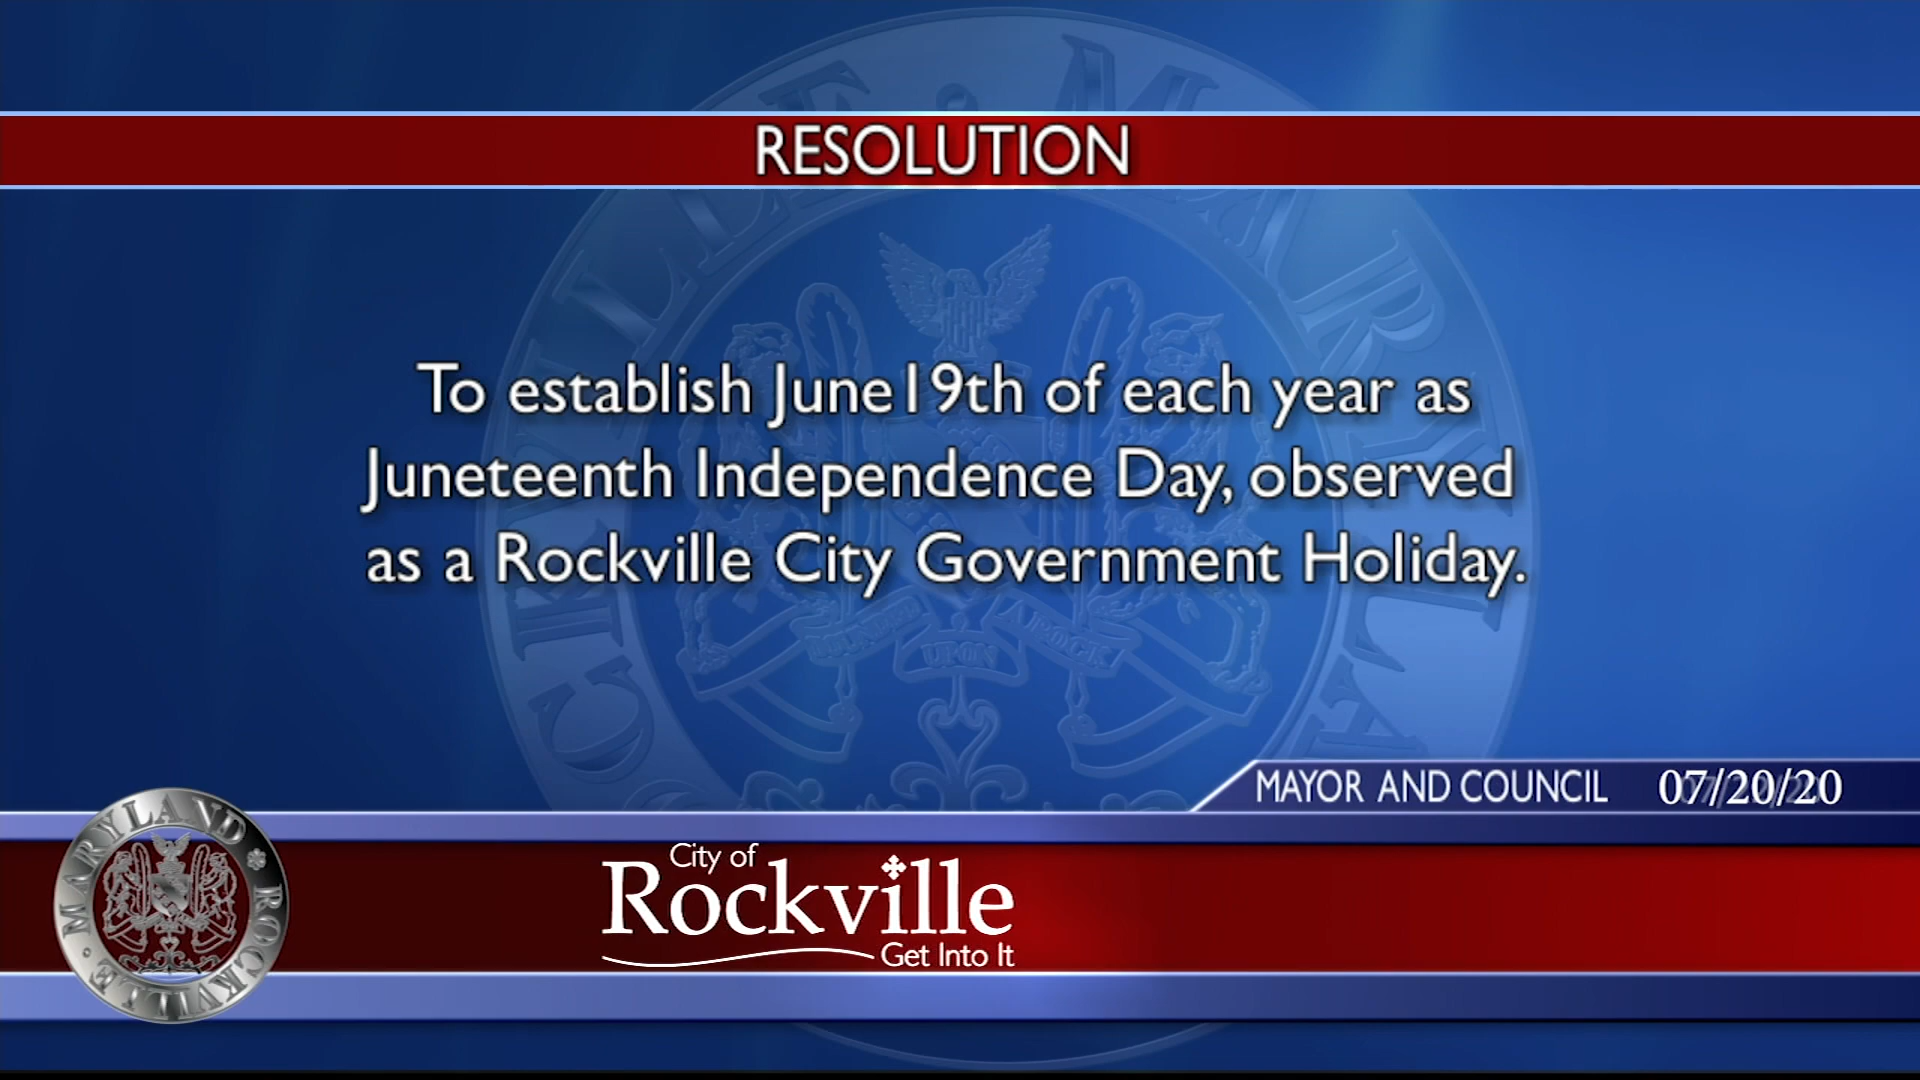 RESOLUTION
To establish June19th of each year as
Juneteenth Independence Day, observed
as a Rockville City Government Holiday.
MAYOR AND COUNCIL 07/20/20
City of
Rockville
Get Into It
MARYLAND
ROCKVILLE